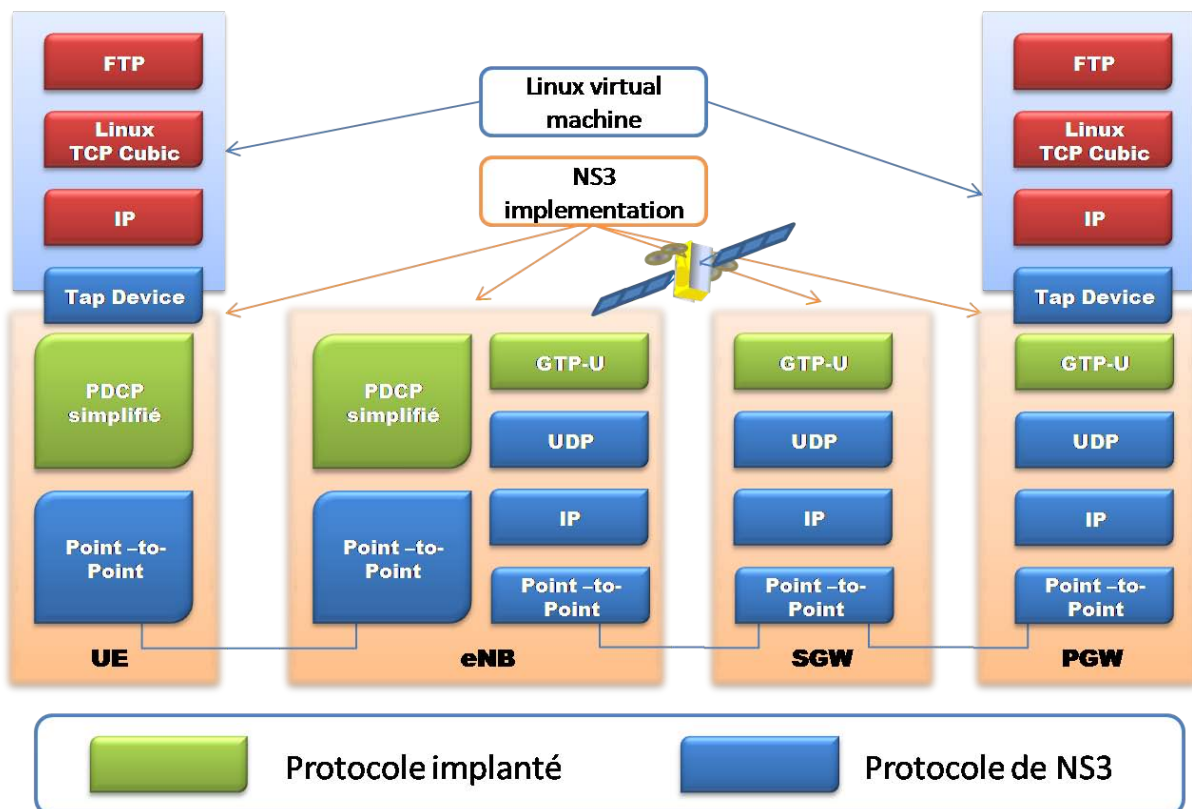 FTP
Linux
TCP Cubic
IP
Tap Device
Linux virtual
machine
NS3
implementation
FTP
Linux
TCP Cubic
IP
Tap Device
PDCP
simplifié
Point –to-
Point
UE
PDCP
simplifié
Point –to-
Point
GTP-U
UDP
IP
Point –to-
Point
eNB
GTP-U
UDP
IP
Point –to-
Point
SGW
GTP-U
UDP
IP
Point –to-
Point
PGW
Protocole implanté
Protocole de NS3